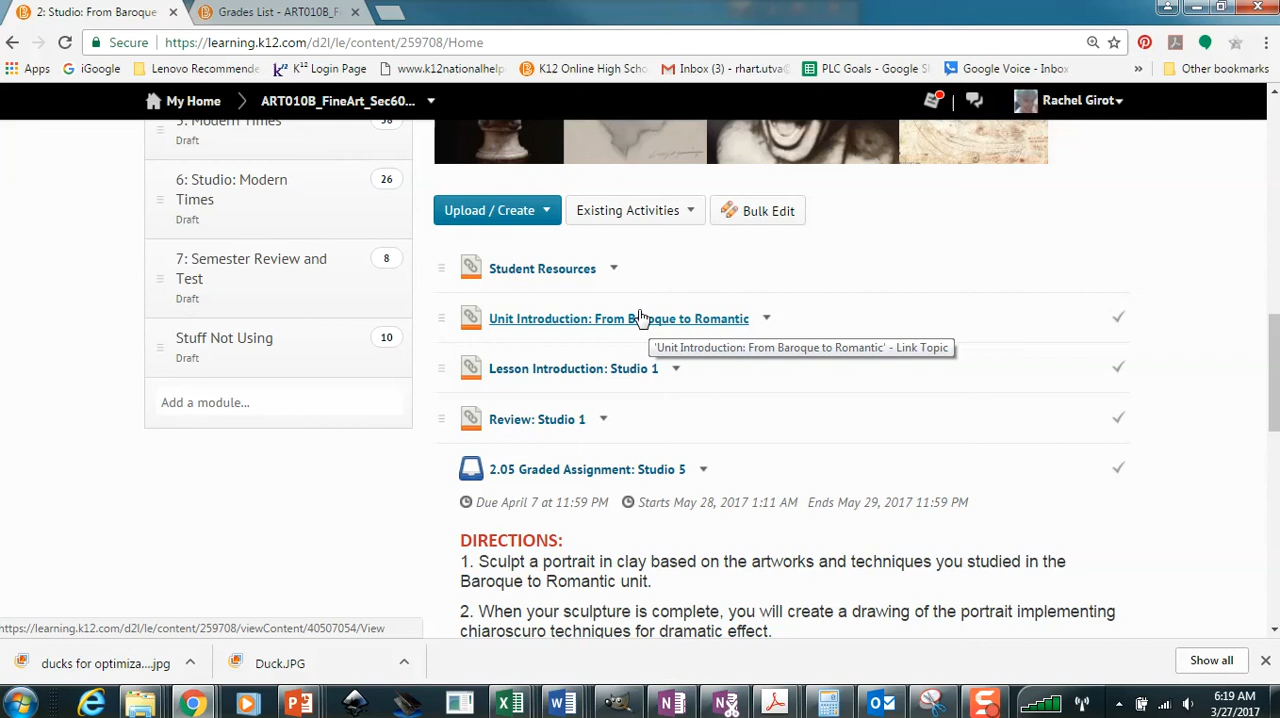 2: Studio: From Baroque
Grades List - ART010B_Fi
Secure
https://learning.k12.com/d2l/le/content/259708/Home
Apps
iGoogle
Lenovo Recommende
K12 Login Page
www.k12nationalhelp
K12 Online High Scho
Inbox (3) - rhart.utva@
PLC Goals - Google Sh
Google Voice - Inbox
»
Other bookmarks
My Home
ART010B_FineArt_Sec60...
Rachel Girot
5: Modern Times
38
Draft
6: Studio: Modern
Times
26
Draft
7: Semester Review and
Test
8
Draft
Stuff Not Using
10
Draft
Add a module...
Upload / Create
Existing Activities
Bulk Edit
Student Resources
Unit Introduction: From Baroque to Romantic
'Unit Introduction: From Baroque to Romantic' - Link Topic
Lesson Introduction: Studio 1
Review: Studio 1
2.05 Graded Assignment: Studio 5
Due April 7 at 11:59 PM Starts May 28, 2017 1:11 AM Ends May 29, 2017 11:59 PM
DIRECTIONS:
1. Sculpt a portrait in clay based on the artworks and techniques you studied in the
Baroque to Romantic unit.
2. When your sculpture is complete, you will create a drawing of the portrait implementing
chiaroscuro techniques for dramatic effect.
https://learning.k12.com/d2l/le/content/259708/viewContent/40507054/View
ducks for optimiza....jpg
Duck.JPG
Show all
6:19 AM
3/27/2017